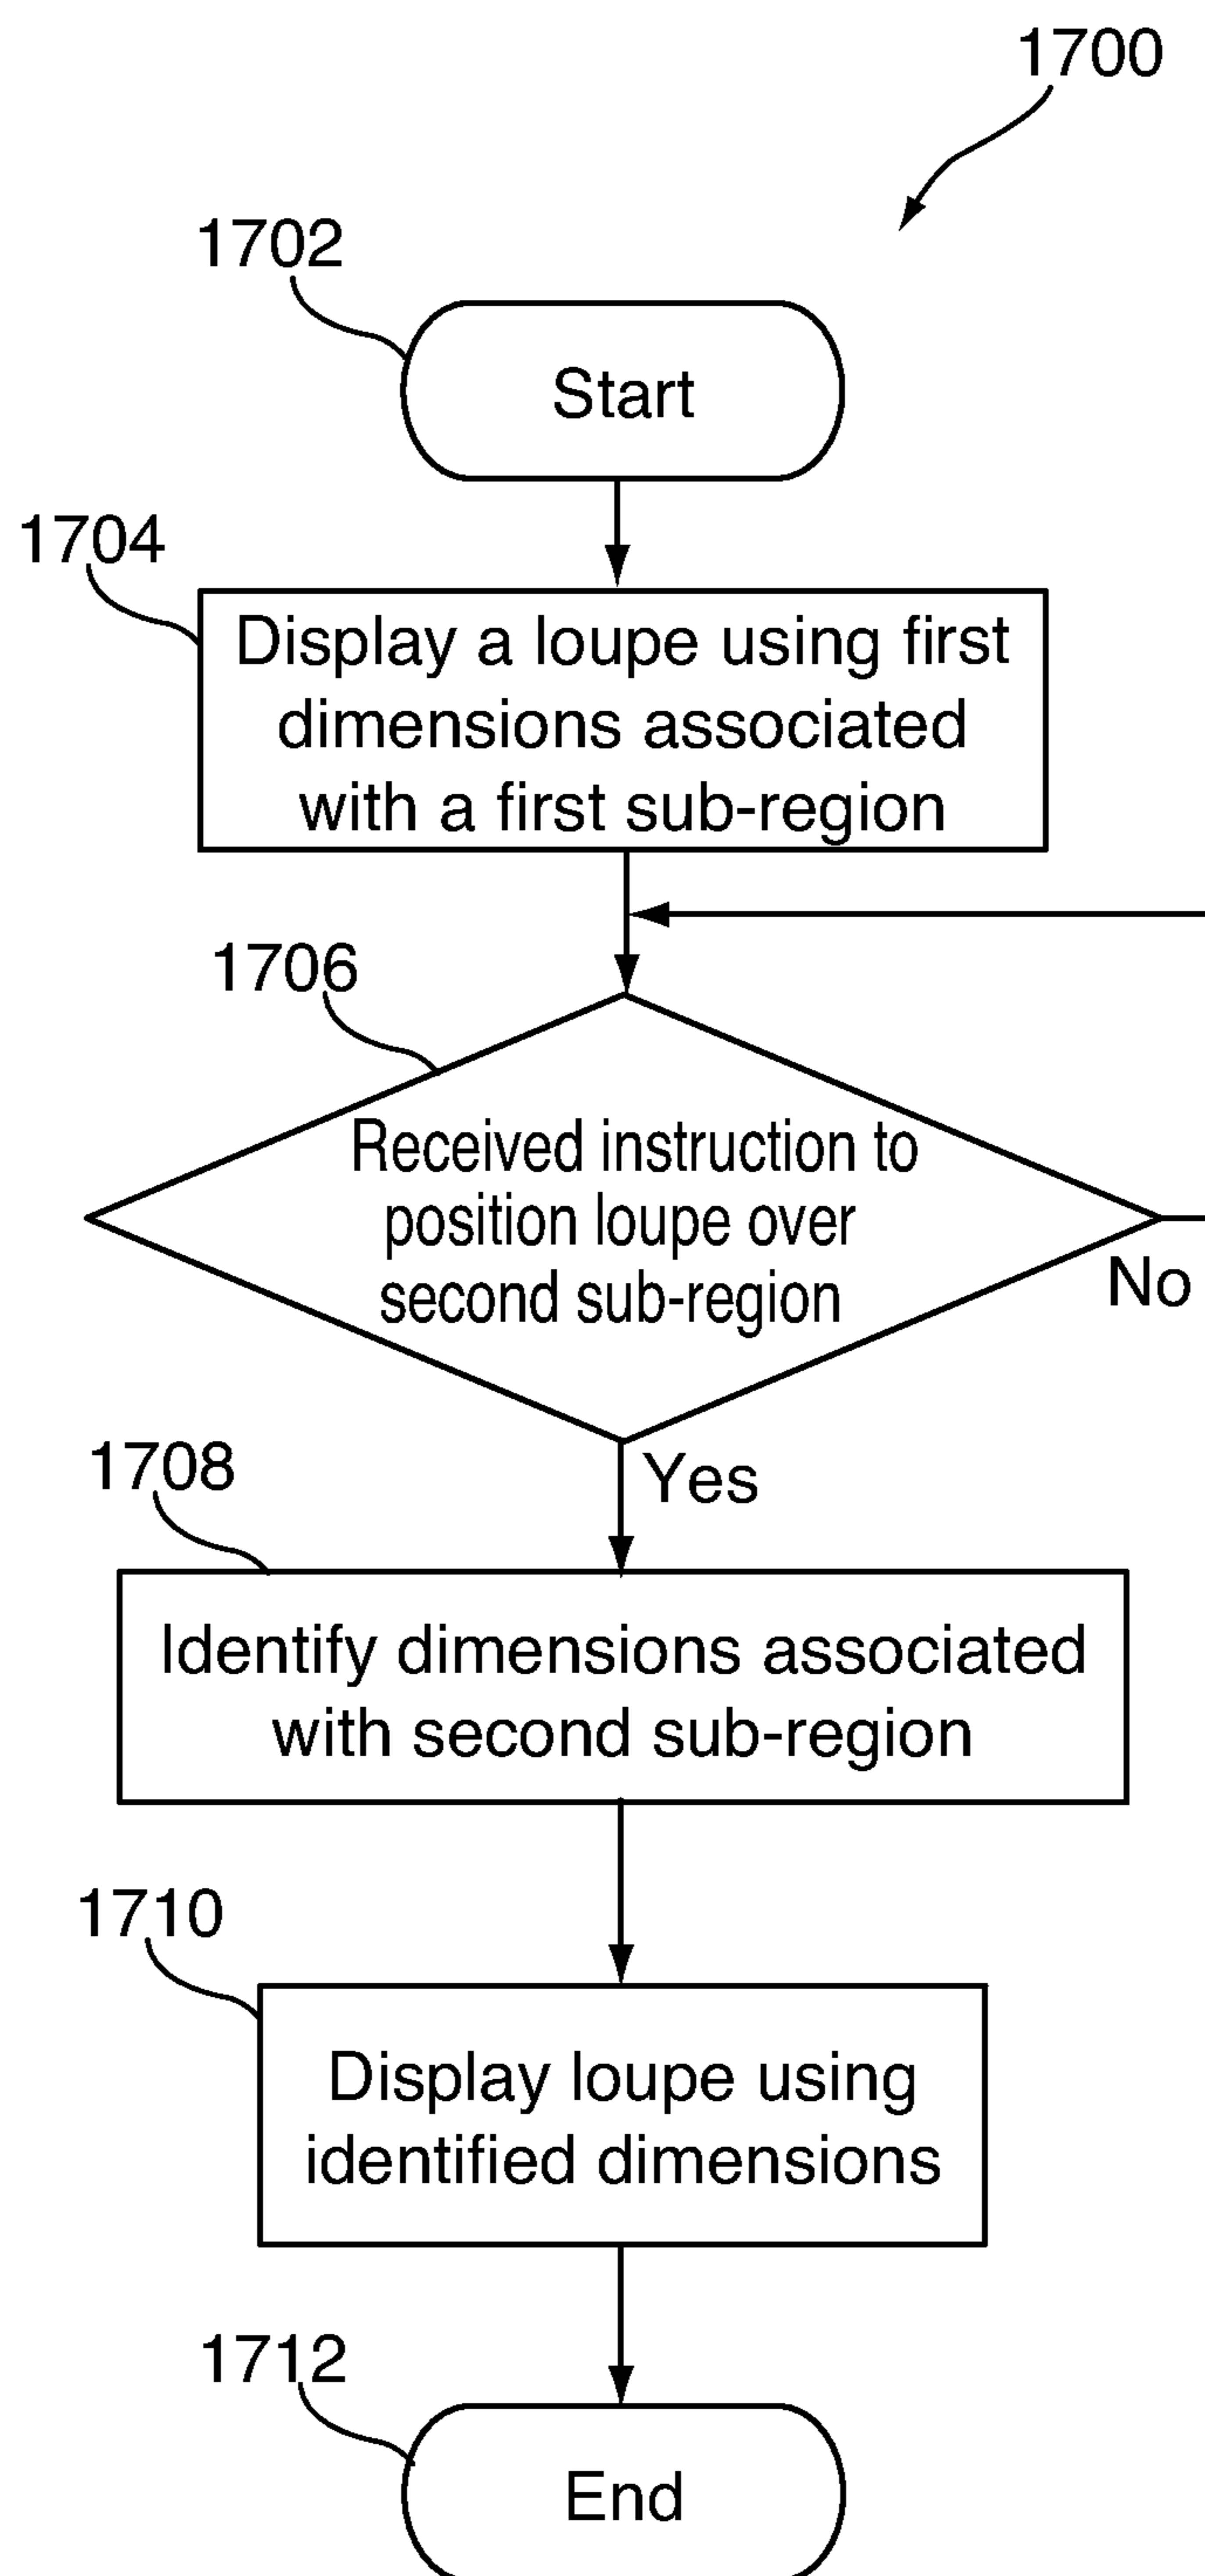 1700
1702
Start
1704
Display a loupe using first
dimensions associated
with a first sub-region
1706
Received instruction to
position loupe over
second sub-region
No
Yes
1708
Identify dimensions associated
with second sub-region
1710
Display loupe using
identified dimensions
1712
End